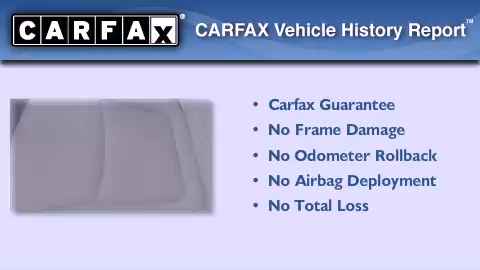 CARFAX® CARFAX Vehicle History Report™
• Carfax Guarantee
• No Frame Damage
• No Odometer Rollback
• No Airbag Deployment
• No Total Loss